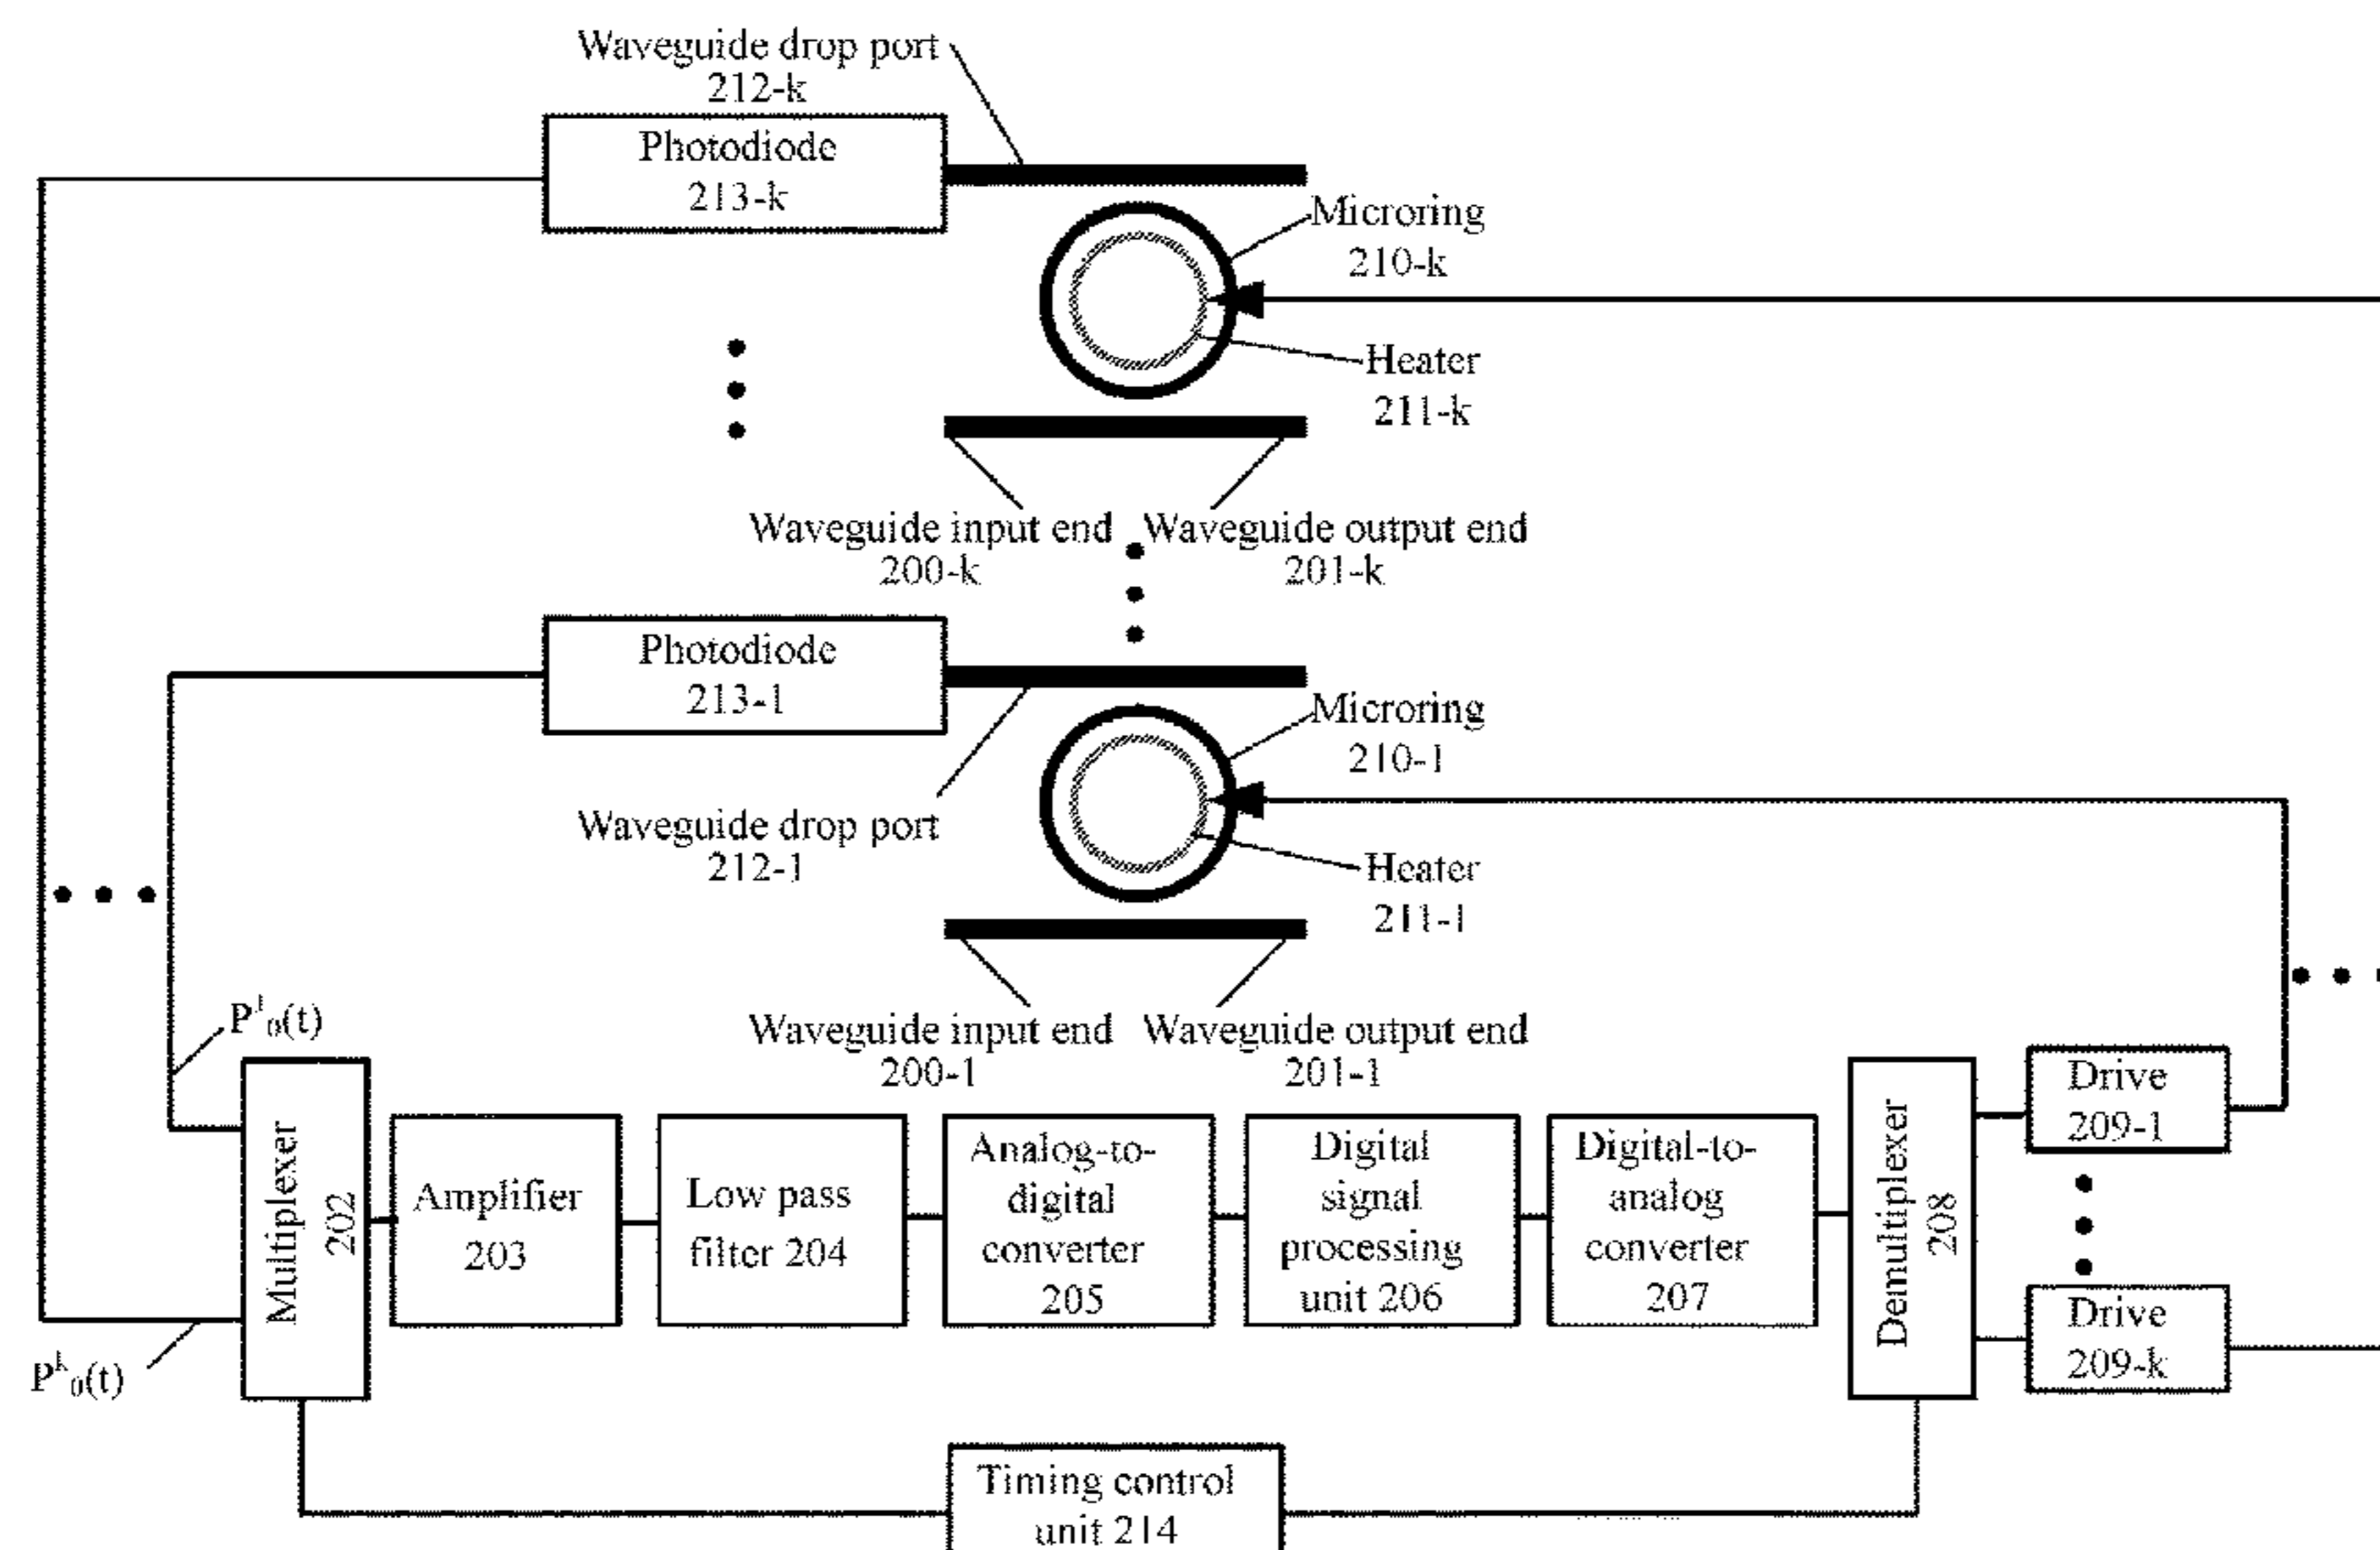 Waveguide drop port
212-k
Photodiode
213-k
Microring
210-k
Heater
211-k
Waveguide input end
200-k
Waveguide output end
201-k
Photodiode
213-1
Microring
210-1
Waveguide drop port
212-1
Heater
211-1
Waveguide input end
200-1
Waveguide output end
201-1
P¹₀(t)
Pᵏ₀(t)
Multiplexer
202
Amplifier
203
Low pass
filter 204
Analog-to-
digital
converter
205
Digital
signal
processing
unit 206
Digital-to-
analog
converter
207
Demultiplexer
208
Drive
209-1
Drive
209-k
Timing control
unit 214